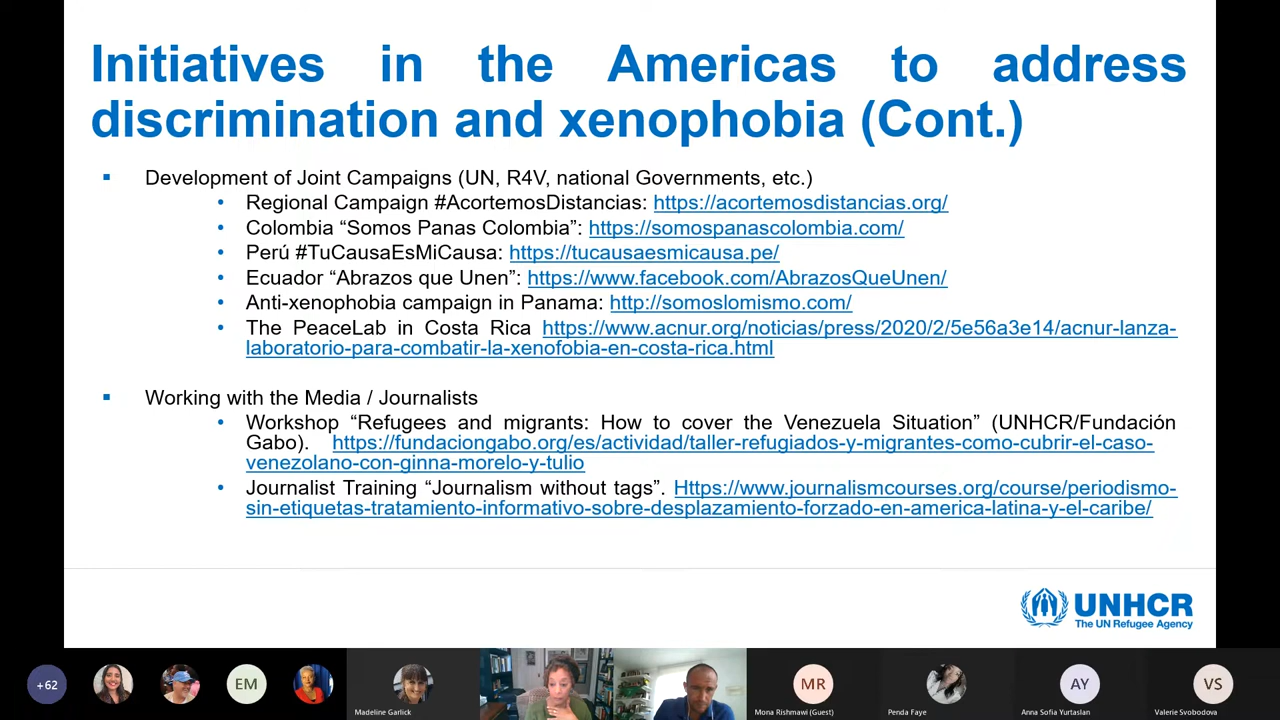 Initiatives in the Americas to address
discrimination and xenophobia (Cont.)
Development of Joint Campaigns (UN, R4V, national Governments, etc.)
Regional Campaign #AcortemosDistancias: https://acortemosdistancias.org/
Colombia “Somos Panas Colombia”: https://somospanascolombia.com/
Perú #TuCausaEsMiCausa: https://tucausaesmicausa.pe/
Ecuador “Abrazos que Unen”: https://www.facebook.com/AbrazosQueUnen/
Anti-xenophobia campaign in Panama: http://somoslomismo.com/
The PeaceLab in Costa Rica https://www.acnur.org/noticias/press/2020/2/5e56a3e14/acnur-lanza-
laboratorio-para-combatir-la-xenofobia-en-costa-rica.html
Working with the Media / Journalists
Workshop “Refugees and migrants: How to cover the Venezuela Situation” (UNHCR/Fundación
Gabo). https://fundaciongabo.org/es/actividad/taller-refugiados-y-migrantes-como-cubrir-el-caso-
venezolano-con-ginna-morelo-y-tulio
Journalist Training “Journalism without tags”. Https://www.journalismcourses.org/course/periodismo-
sin-etiquetas-tratamiento-informativo-sobre-desplazamiento-forzado-en-america-latina-y-el-caribe/
UNHCR
The UN Refugee Agency
+62
EM
MR
AY
VS
Madeline Garlick
Mona Rishmawi (Guest)
Penda Faye
Anna Sofia Yurtaslan
Valerie Svobodova